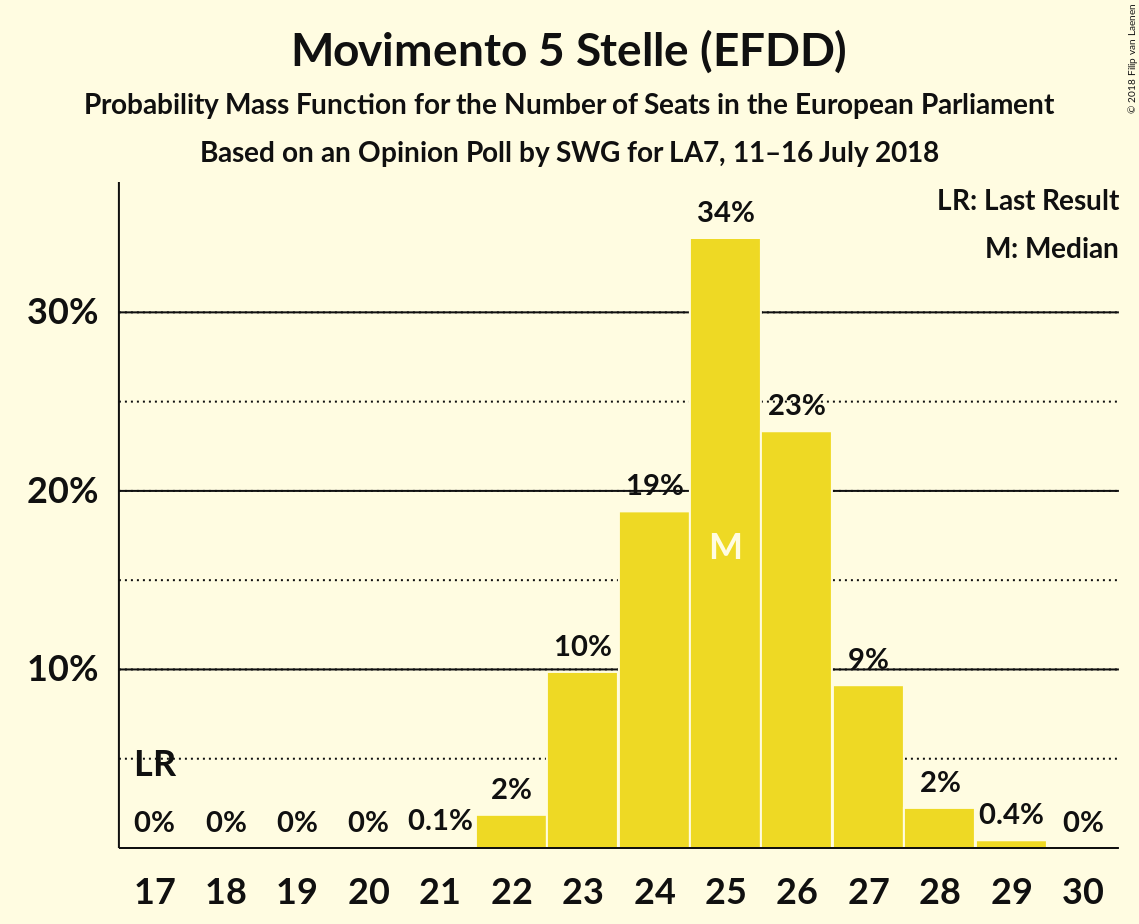 Movimento 5 Stelle (EFDD)
Probability Mass Function for the Number of Seats in the European Parliament
Based on an Opinion Poll by SWG for LA7, 11–16 July 2018
© 2018 Filip van Laenen
LR: Last Result
M: Median
34%
30%
23%
20%
19%
M
10%
10%
9%
LR
2%
2%
0%
0%
0%
0%
0.1%
0.4%
0%
17 18 19 20 21 22 23 24 25 26 27 28 29 30